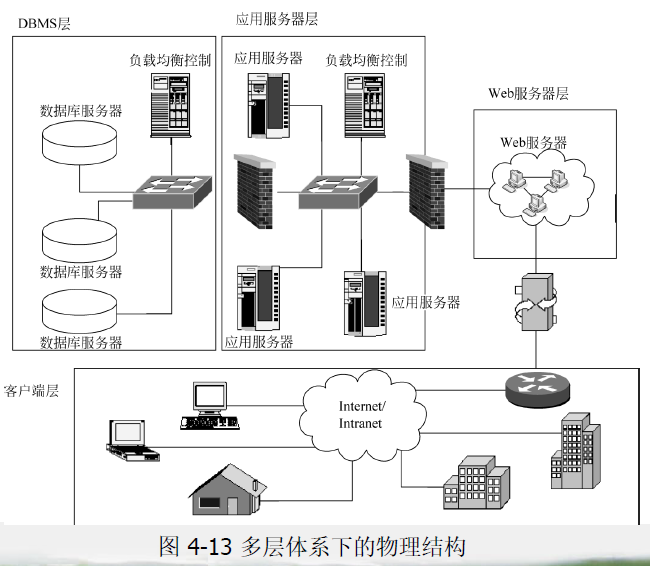 DBMS层
应用服务器层
负载均衡控制
应用服务器
负载均衡控制
数据库服务器
Web服务器层
Web服务器
数据库服务器
数据库服务器
应用服务器
应用服务器
客户端层
Internet/
Intranet
图 4-13 多层体系下的物理结构